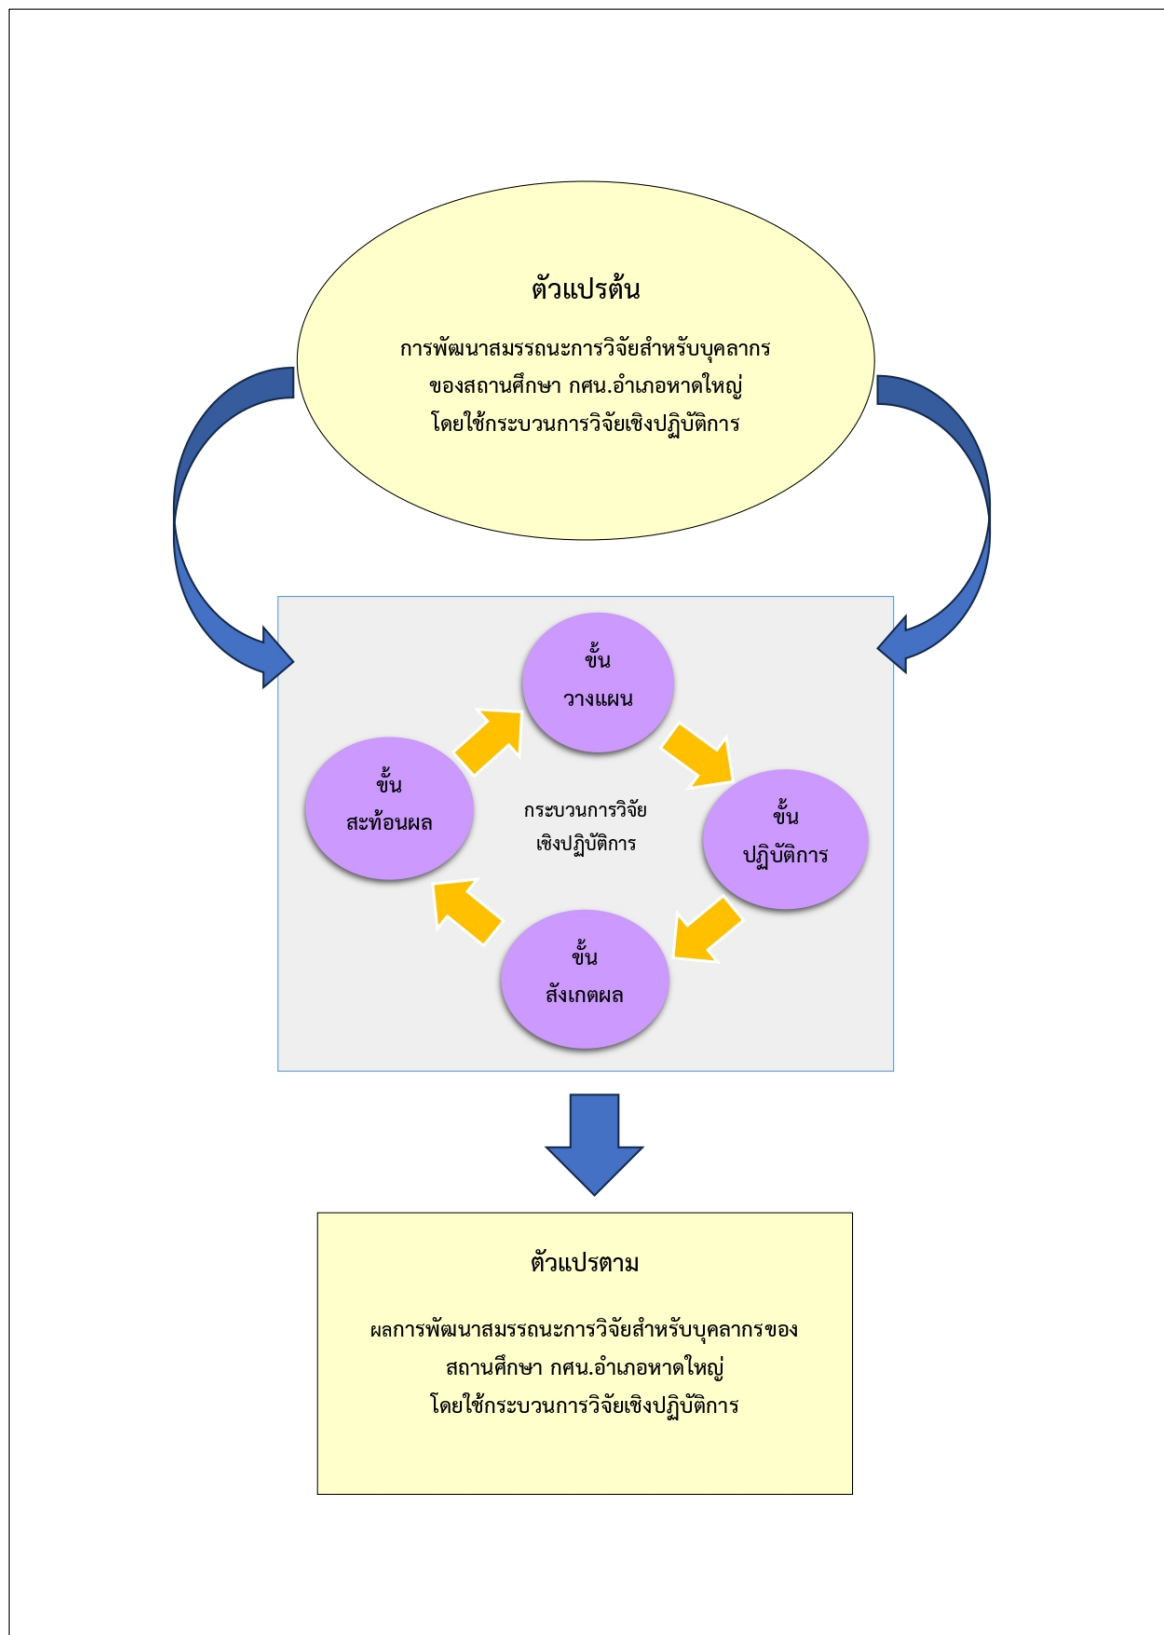 ตัวแปรต้น
การพัฒนาสมรรถนะการวิจัยสำหรับบุคลากร
ของสถานศึกษา กศน.อำเภอหาดใหญ่
โดยใช้กระบวนการวิจัยเชิงปฏิบัติการ
ขั้น
วางแผน
ขั้น
สะท้อนผล
กระบวนการวิจัย
เชิงปฏิบัติการ
ขั้น
ปฏิบัติการ
ขั้น
สังเกตผล
ตัวแปรตาม
ผลการพัฒนาสมรรถนะการวิจัยสำหรับบุคลากรของ
สถานศึกษา กศน.อำเภอหาดใหญ่
โดยใช้กระบวนการวิจัยเชิงปฏิบัติการ